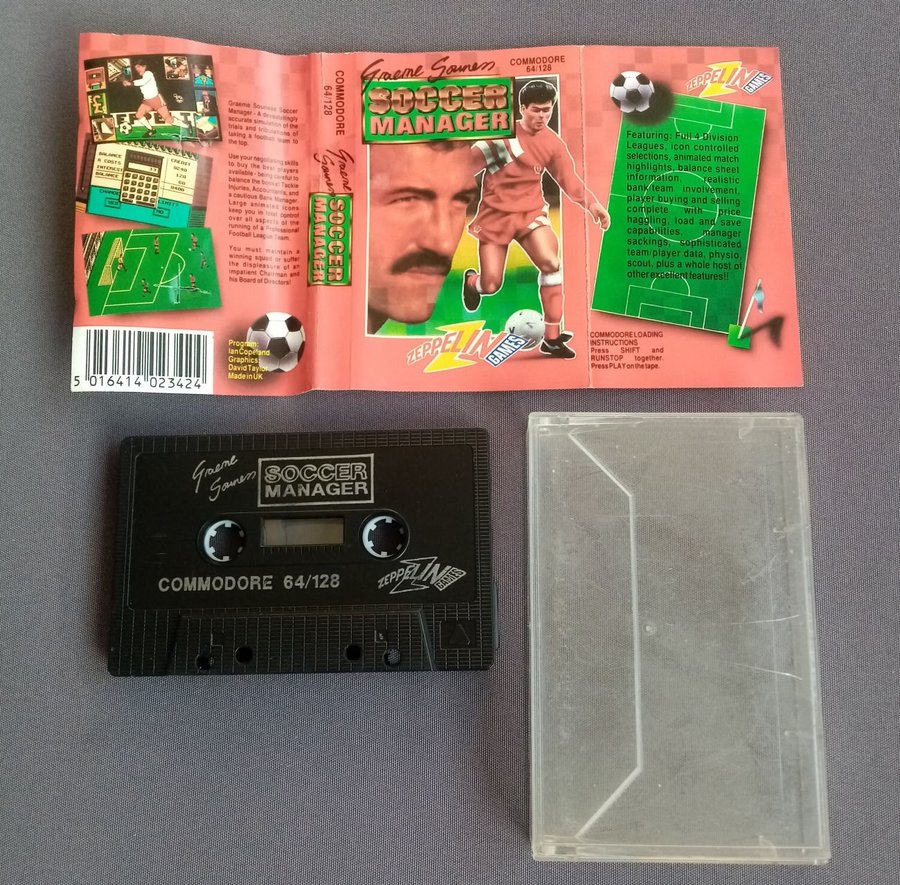 Graeme Souness Soccer
Manager - A devastatingly
accurate simulation of the
trials and tribulations of
taking a football team to
the top.
Use your negotiating skills
to buy the best players
available - being careful to
balance the books! Tackle
Injuries, Accountants, and
a cautious Bank Manager.
Large animated icons
keep you in total control
over all aspects of the
running of a Professional
Football League Team.
You must maintain a
winning squad or suffer
the displeasure of an
impatient Chairman and
his Board of Directors!
BALANCE
& COSTS
INTEREST
BALANCE
CREDIT
CHANGE
LIMITS
YES
NO
5 016414 023424
Program:
Ian Copeland
Graphics:
David Taylor
Made in UK
COMMODORE
64/128
Graeme
Souness
SOCCER
MANAGER
Graeme Souness
COMMODORE
64/128
SOCCER
MANAGER
ZEPPELIN
GAMES
ZEPPELIN
GAMES
Featuring: Full 4 Division
Leagues, icon controlled
selections, animated match
highlights, balance sheet
information, realistic
bank/team involvement,
player buying and selling
complete with price
haggling, load and save
capabilities, manager
sackings, sophisticated
team/player data, physio,
scout, plus a whole host of
other excellent features!!
COMMODORE LOADING
INSTRUCTIONS
Press SHIFT and
RUNSTOP together.
Press PLAY on the tape.
Graeme
Souness
SOCCER
MANAGER
COMMODORE 64/128
ZEPPELIN
GAMES